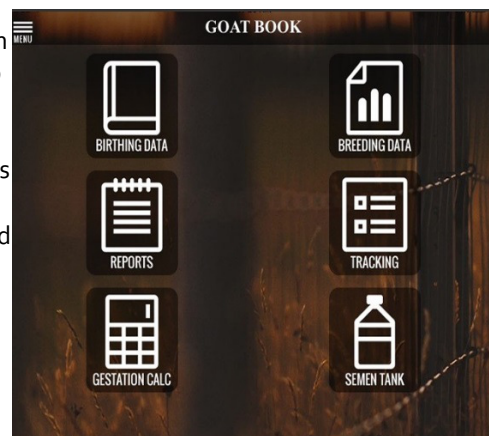 GOAT BOOK
MENU
BIRTHING DATA
BREEDING DATA
REPORTS
TRACKING
GESTATION CALC
SEMEN TANK